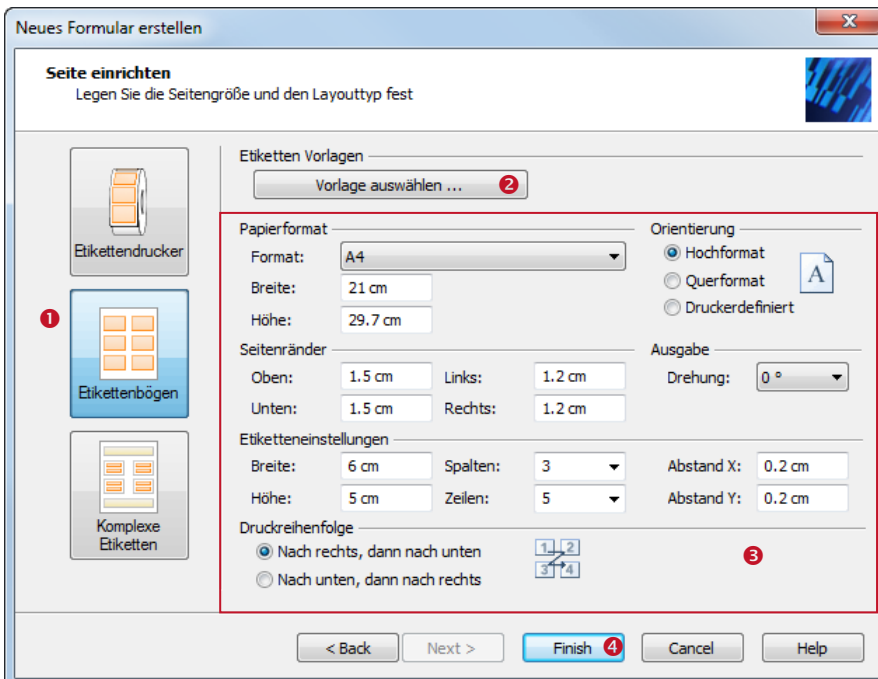 Neues Formular erstellen
X
Seite einrichten
Legen Sie die Seitengröße und den Layouttyp fest
Etikettendrucker
1
Etikettenbögen
Komplexe
Etiketten
Etiketten Vorlagen
Vorlage auswählen ... 2
Papierformat
Format: A4
Breite: 21 cm
Höhe: 29.7 cm
Orientierung
Hochformat
Querformat
Druckerdefiniert
A
Seitenränder
Oben: 1.5 cm Links: 1.2 cm
Unten: 1.5 cm Rechts: 1.2 cm
Ausgabe
Drehung: 0 °
Etiketteneinstellungen
Breite: 6 cm Spalten: 3 Abstand X: 0.2 cm
Höhe: 5 cm Zeilen: 5 Abstand Y: 0.2 cm
Druckreihenfolge
Nach rechts, dann nach unten
Nach unten, dann nach rechts
1 2
3 4
3
< Back Next > Finish 4 Cancel Help